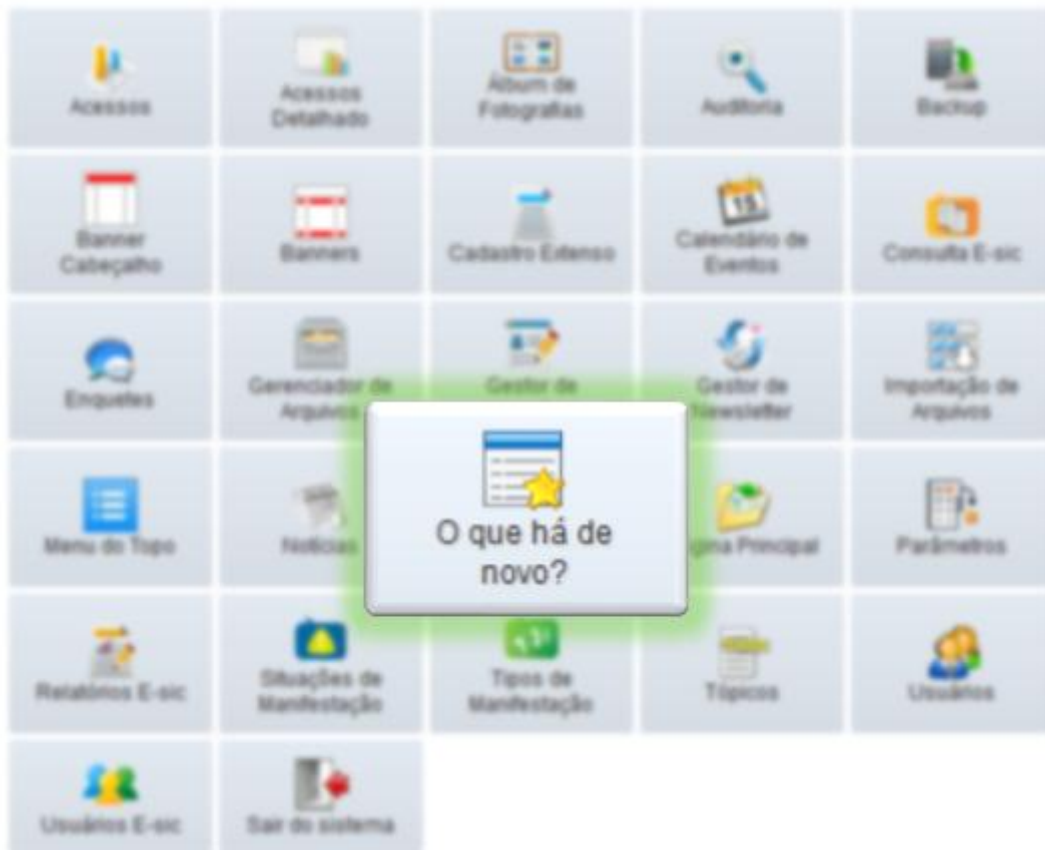 Acessos
Acessos
Detalhado
Álbum de
Fotografias
Auditoria
Backup
Banner
Cabeçalho
Banners
Cadastro Extenso
Calendário de
Eventos
Consulta E-sic
Enquetes
Gerenciador de
Arquivos
Gestor de
Gestor de
Newsletter
Importação de
Arquivos
Menu do Topo
Notícias
O que há de
novo?
gina Principal
Parâmetros
Relatórios E-sic
Situações de
Manifestação
Tipos de
Manifestação
Tópicos
Usuários
Usuários E-sic
Sair do sistema